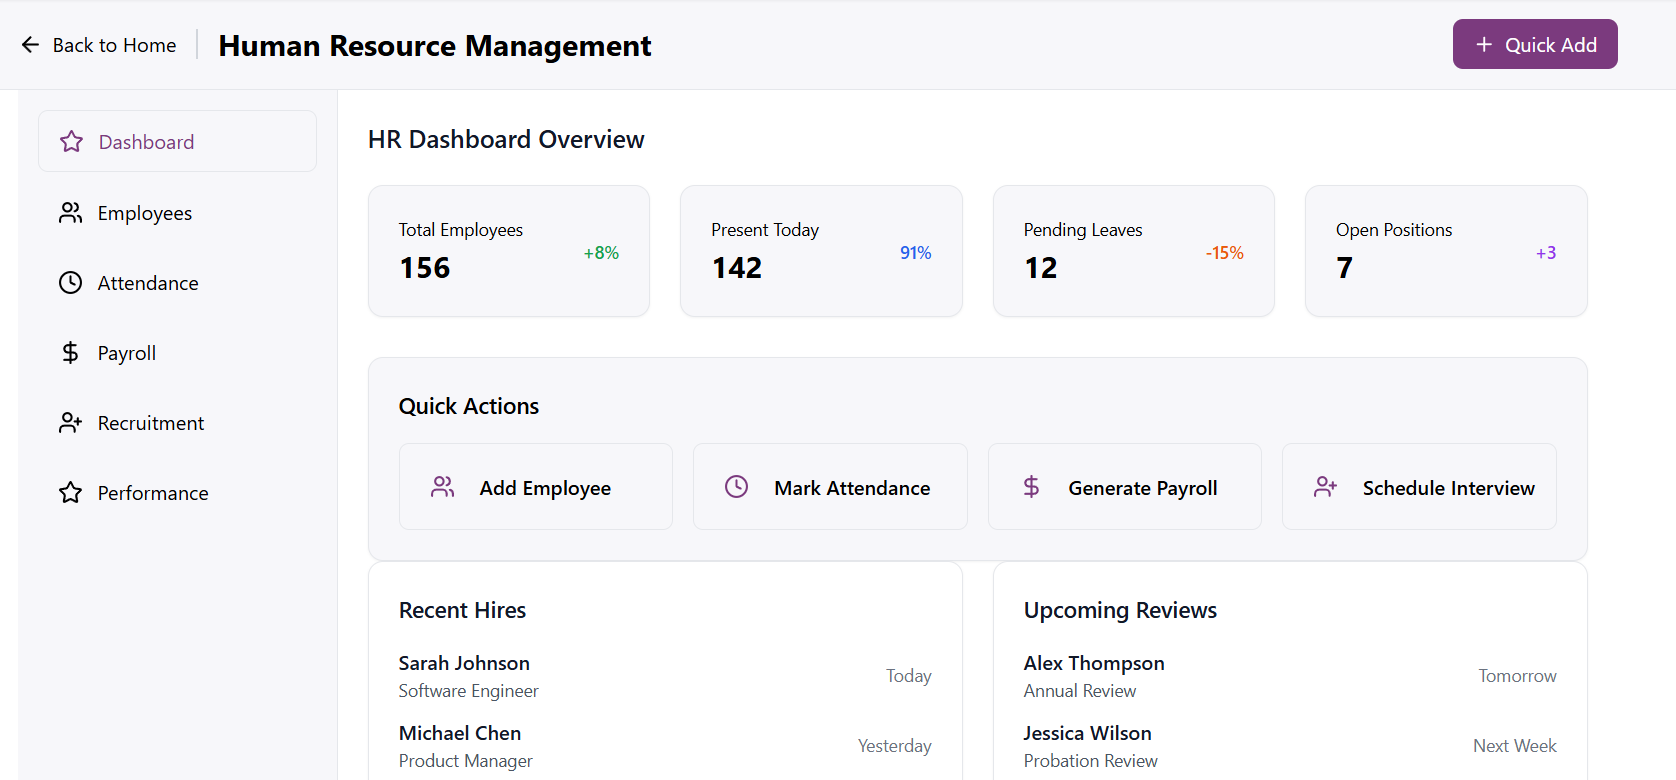 Back to Home
Human Resource Management
Quick Add
Dashboard
Employees
Attendance
Payroll
Recruitment
Performance
HR Dashboard Overview
Total Employees
156
+8%
Present Today
142
91%
Pending Leaves
12
-15%
Open Positions
7
+3
Quick Actions
Add Employee
Mark Attendance
Generate Payroll
Schedule Interview
Recent Hires
Sarah Johnson
Software Engineer
Today
Michael Chen
Product Manager
Yesterday
Upcoming Reviews
Alex Thompson
Annual Review
Tomorrow
Jessica Wilson
Probation Review
Next Week